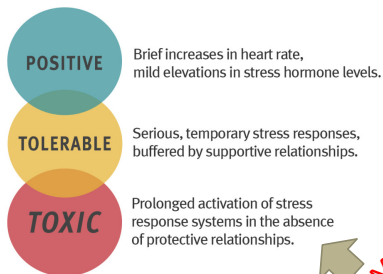 POSITIVE
Brief increases in heart rate,
mild elevations in stress hormone levels.
TOLERABLE
Serious, temporary stress responses,
buffered by supportive relationships.
TOXIC
Prolonged activation of stress
response systems in the absence
of protective relationships.